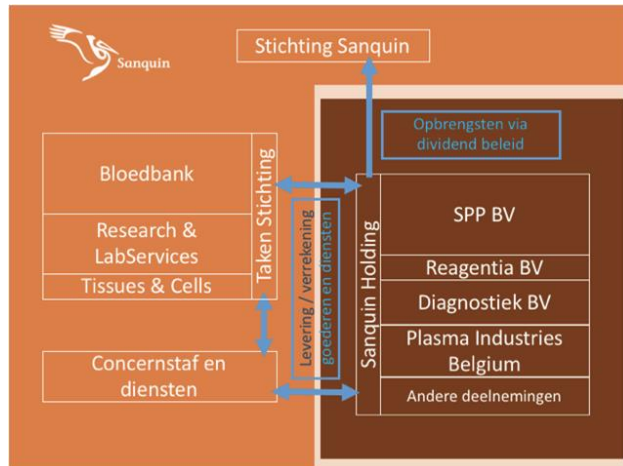 Sanquin
Stichting Sanquin
Opbrengsten via
dividend beleid
Bloedbank
Research &
LabServices
Tissues & Cells
Taken Stichting
Concernstaf en
diensten
Levering / verrekening
goederen en diensten
Sanquin Holding
SPP BV
Reagentia BV
Diagnostiek BV
Plasma Industries
Belgium
Andere deelnemingen